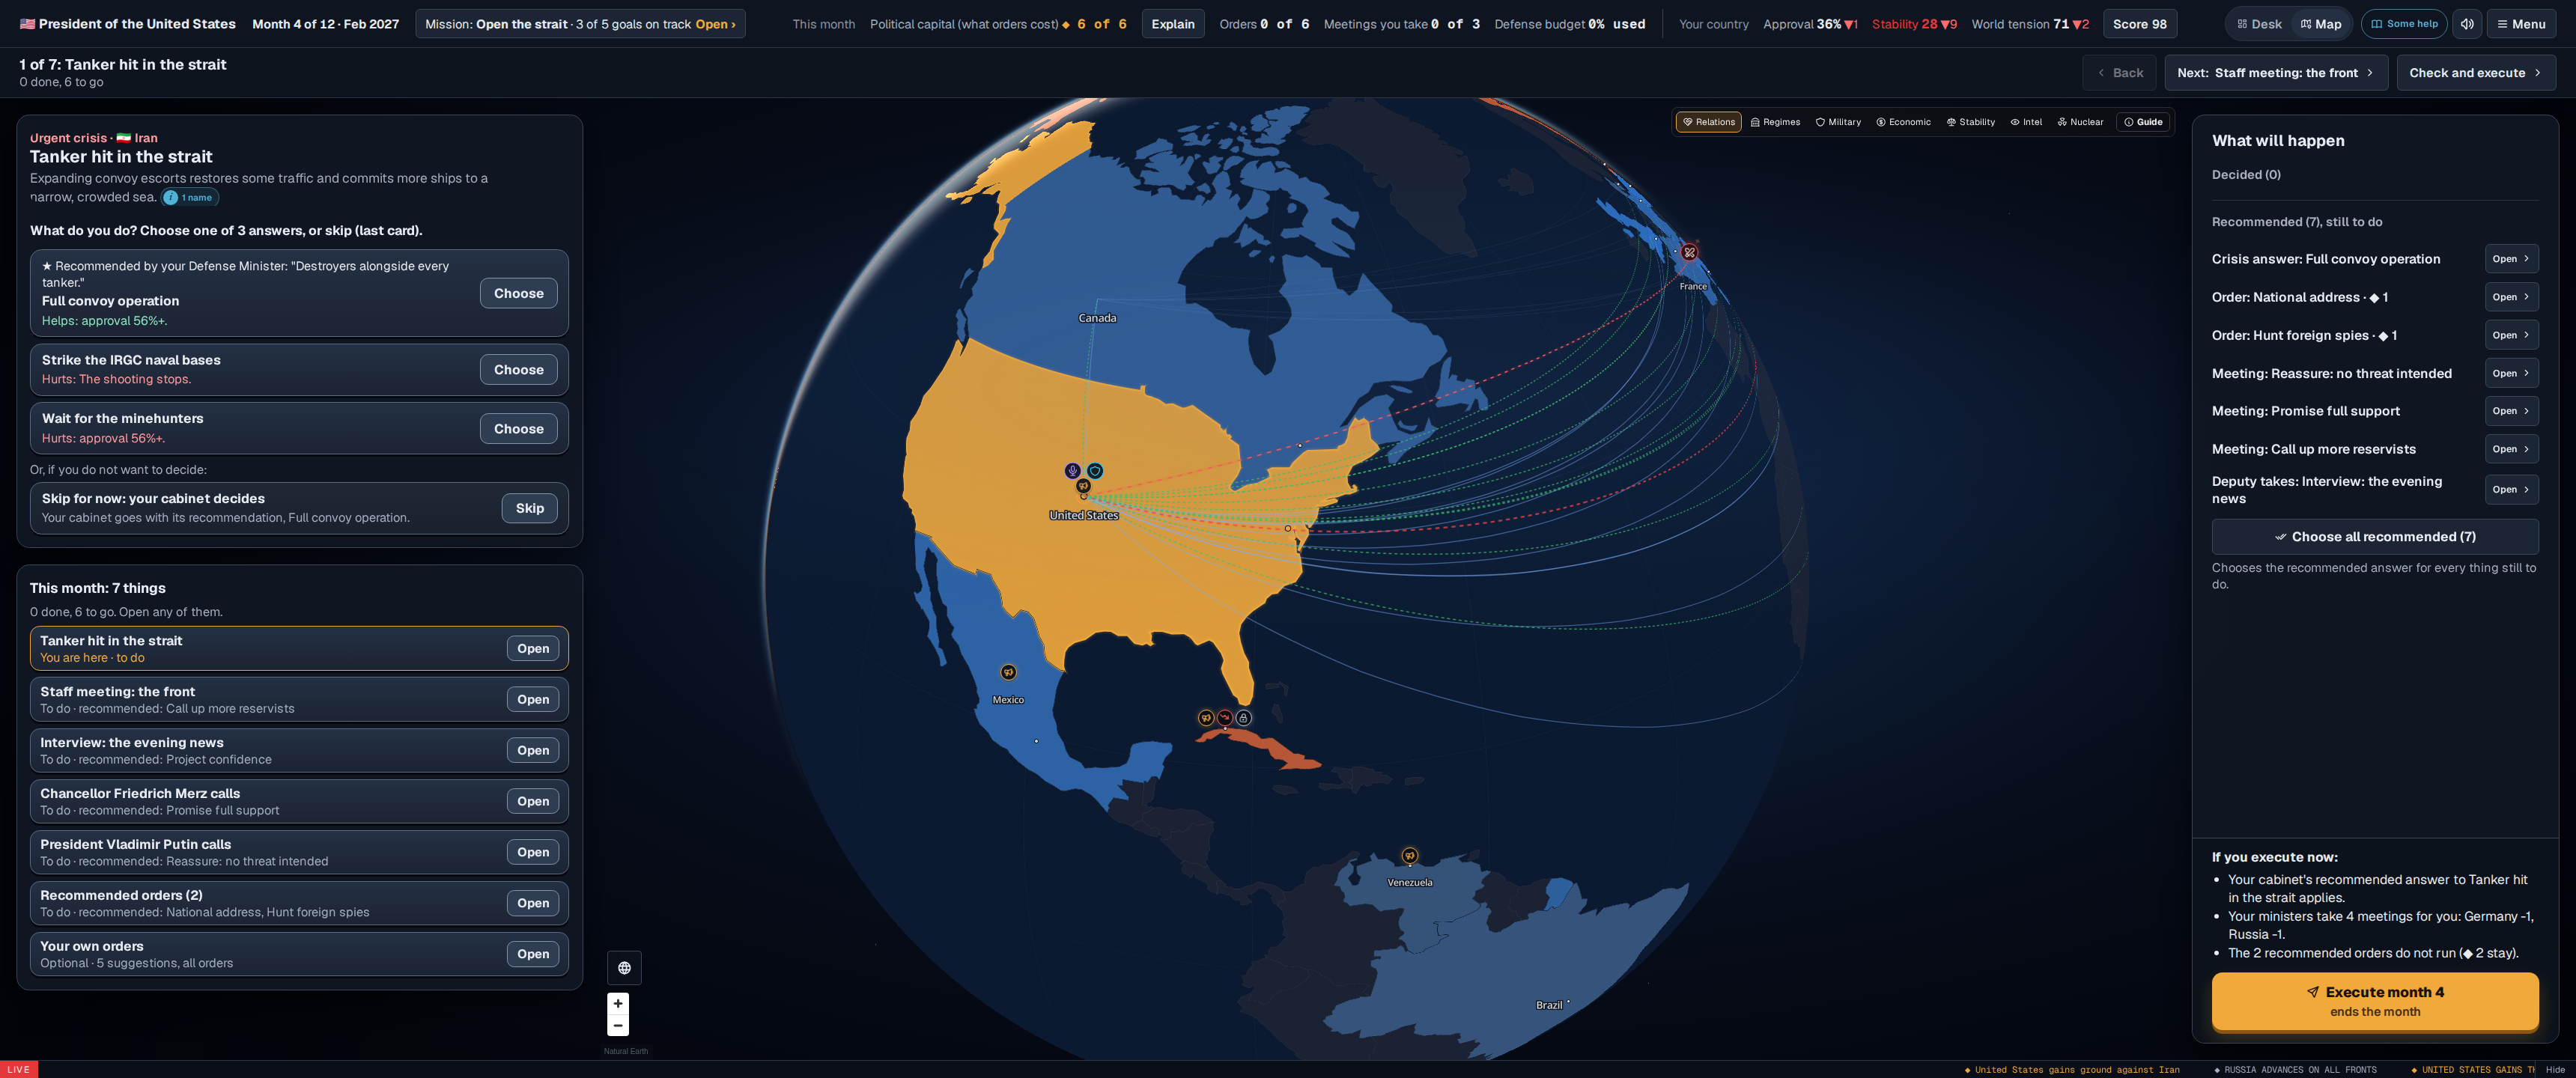 🇺🇸 President of the United States
Month 4 of 12 · Feb 2027
Mission: Open the strait · 3 of 5 goals on track Open ›
This month
Political capital (what orders cost) ◆ 6 of 6
Explain
Orders 0 of 6
Meetings you take 0 of 3
Defense budget 0% used
Your country
Approval 36% ▼1
Stability 28 ▼9
World tension 71 ▼2
Score 98
Desk
Map
Some help
Menu
1 of 7: Tanker hit in the strait
0 done, 6 to go
Back
Next: Staff meeting: the front
Check and execute
Urgent crisis · 🇮🇷 Iran
Tanker hit in the strait
Expanding convoy escorts restores some traffic and commits more ships to a
narrow, crowded sea. i 1 name
What do you do? Choose one of 3 answers, or skip (last card).
★ Recommended by your Defense Minister: "Destroyers alongside every
tanker."
Full convoy operation
Helps: approval 56%+.
Choose
Strike the IRGC naval bases
Hurts: The shooting stops.
Choose
Wait for the minehunters
Hurts: approval 56%+.
Choose
Or, if you do not want to decide:
Skip for now: your cabinet decides
Your cabinet goes with its recommendation, Full convoy operation.
Skip
This month: 7 things
0 done, 6 to go. Open any of them.
Tanker hit in the strait
You are here · to do
Open
Staff meeting: the front
To do · recommended: Call up more reservists
Open
Interview: the evening news
To do · recommended: Project confidence
Open
Chancellor Friedrich Merz calls
To do · recommended: Promise full support
Open
President Vladimir Putin calls
To do · recommended: Reassure: no threat intended
Open
Recommended orders (2)
To do · recommended: National address, Hunt foreign spies
Open
Your own orders
Optional · 5 suggestions, all orders
Open
Relations
Regimes
Military
Economic
Stability
Intel
Nuclear
Guide
Canada
France
United States
Mexico
Venezuela
Brazil
+
−
Natural Earth
What will happen
Decided (0)
Recommended (7), still to do
Crisis answer: Full convoy operation
Open
Order: National address · ◆ 1
Open
Order: Hunt foreign spies · ◆ 1
Open
Meeting: Reassure: no threat intended
Open
Meeting: Promise full support
Open
Meeting: Call up more reservists
Open
Deputy takes: Interview: the evening
news
Open
Choose all recommended (7)
Chooses the recommended answer for every thing still to
do.
If you execute now:
• Your cabinet's recommended answer to Tanker hit
in the strait applies.
• Your ministers take 4 meetings for you: Germany -1,
Russia -1.
• The 2 recommended orders do not run (◆ 2 stay).
Execute month 4
ends the month
LIVE
◆ United States gains ground against Iran
◆ RUSSIA ADVANCES ON ALL FRONTS
◆ UNITED STATES GAINS
Hide